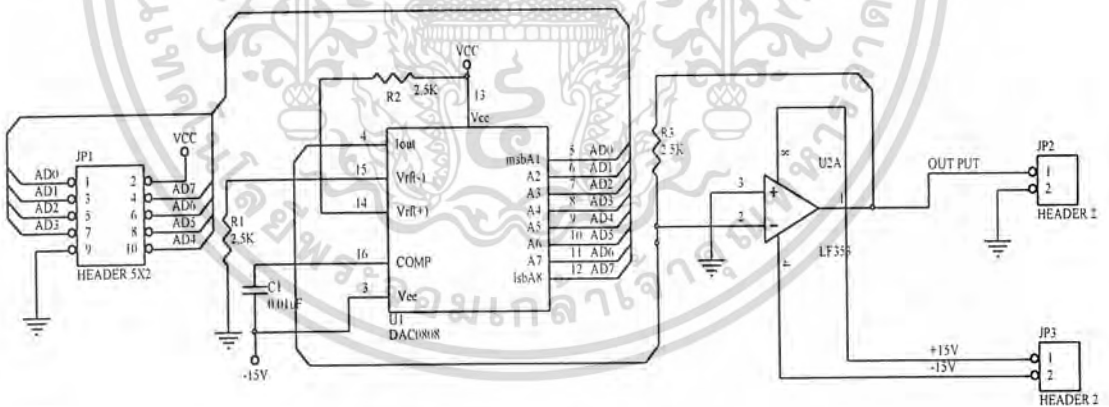 VCC
R2
2.5K
13
Vcc
JP1
VCC
AD0
1
2
AD1
3
4
AD7
AD2
5
6
AD6
AD3
7
8
AD5
9
10
AD4
HEADER 5X2
R1
2.5K
4
Iout
15
Vrf(-)
14
Vrf(+)
16
COMP
3
Vee
U1
DAC0808
C1
0.01uF
-15V
msbA1
5
AD0
A2
6
AD1
A3
7
AD2
A4
8
AD3
A5
9
AD4
A6
10
AD5
A7
11
AD6
lsbA8
12
AD7
R3
2.5K
8
U2A
3
+
2
-
1
4
OUT PUT
JP2
1
2
HEADER 2
+15V
-15V
JP3
1
2
HEADER 2